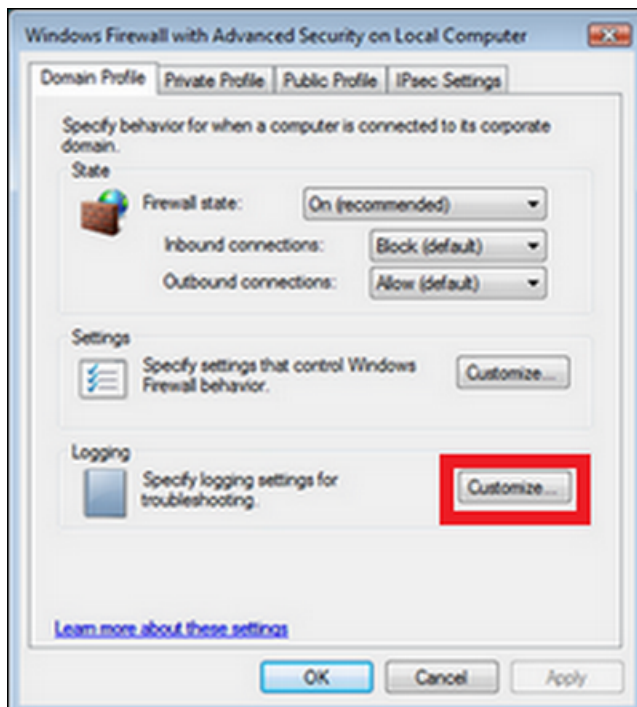 Windows Firewall with Advanced Security on Local Computer
Domain Profile Private Profile Public Profile IPsec Settings
Specify behavior for when a computer is connected to its corporate
domain.
State
Firewall state: On (recommended)
Inbound connections: Block (default)
Outbound connections: Allow (default)
Settings
Specify settings that control Windows
Firewall behavior.
Customize...
Logging
Specify logging settings for
troubleshooting.
Customize...
Learn more about these settings
OK Cancel Apply